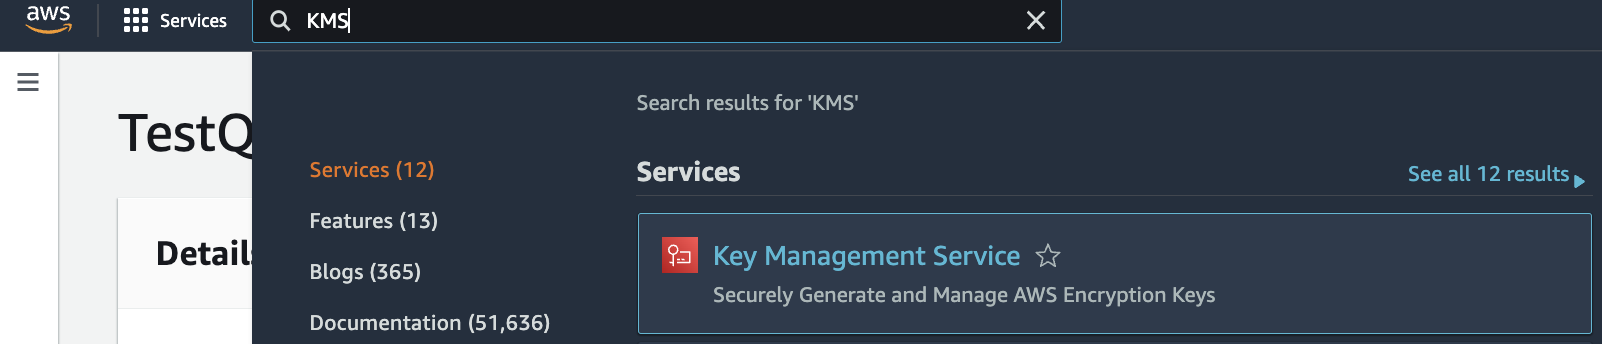 aws
Services
KMS
Search results for 'KMS'
TestQ
Services (12)
Services
See all 12 results
Features (13)
Details
Key Management Service
Blogs (365)
Securely Generate and Manage AWS Encryption Keys
Documentation (51,636)